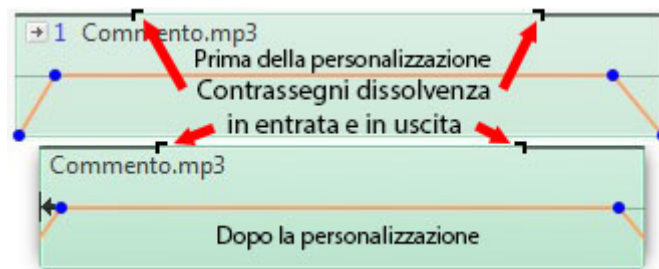 1 Commento.mp3
Prima della personalizzazione
Contrassegni dissolvenza
in entrata e in uscita
Commento.mp3
Dopo la personalizzazione